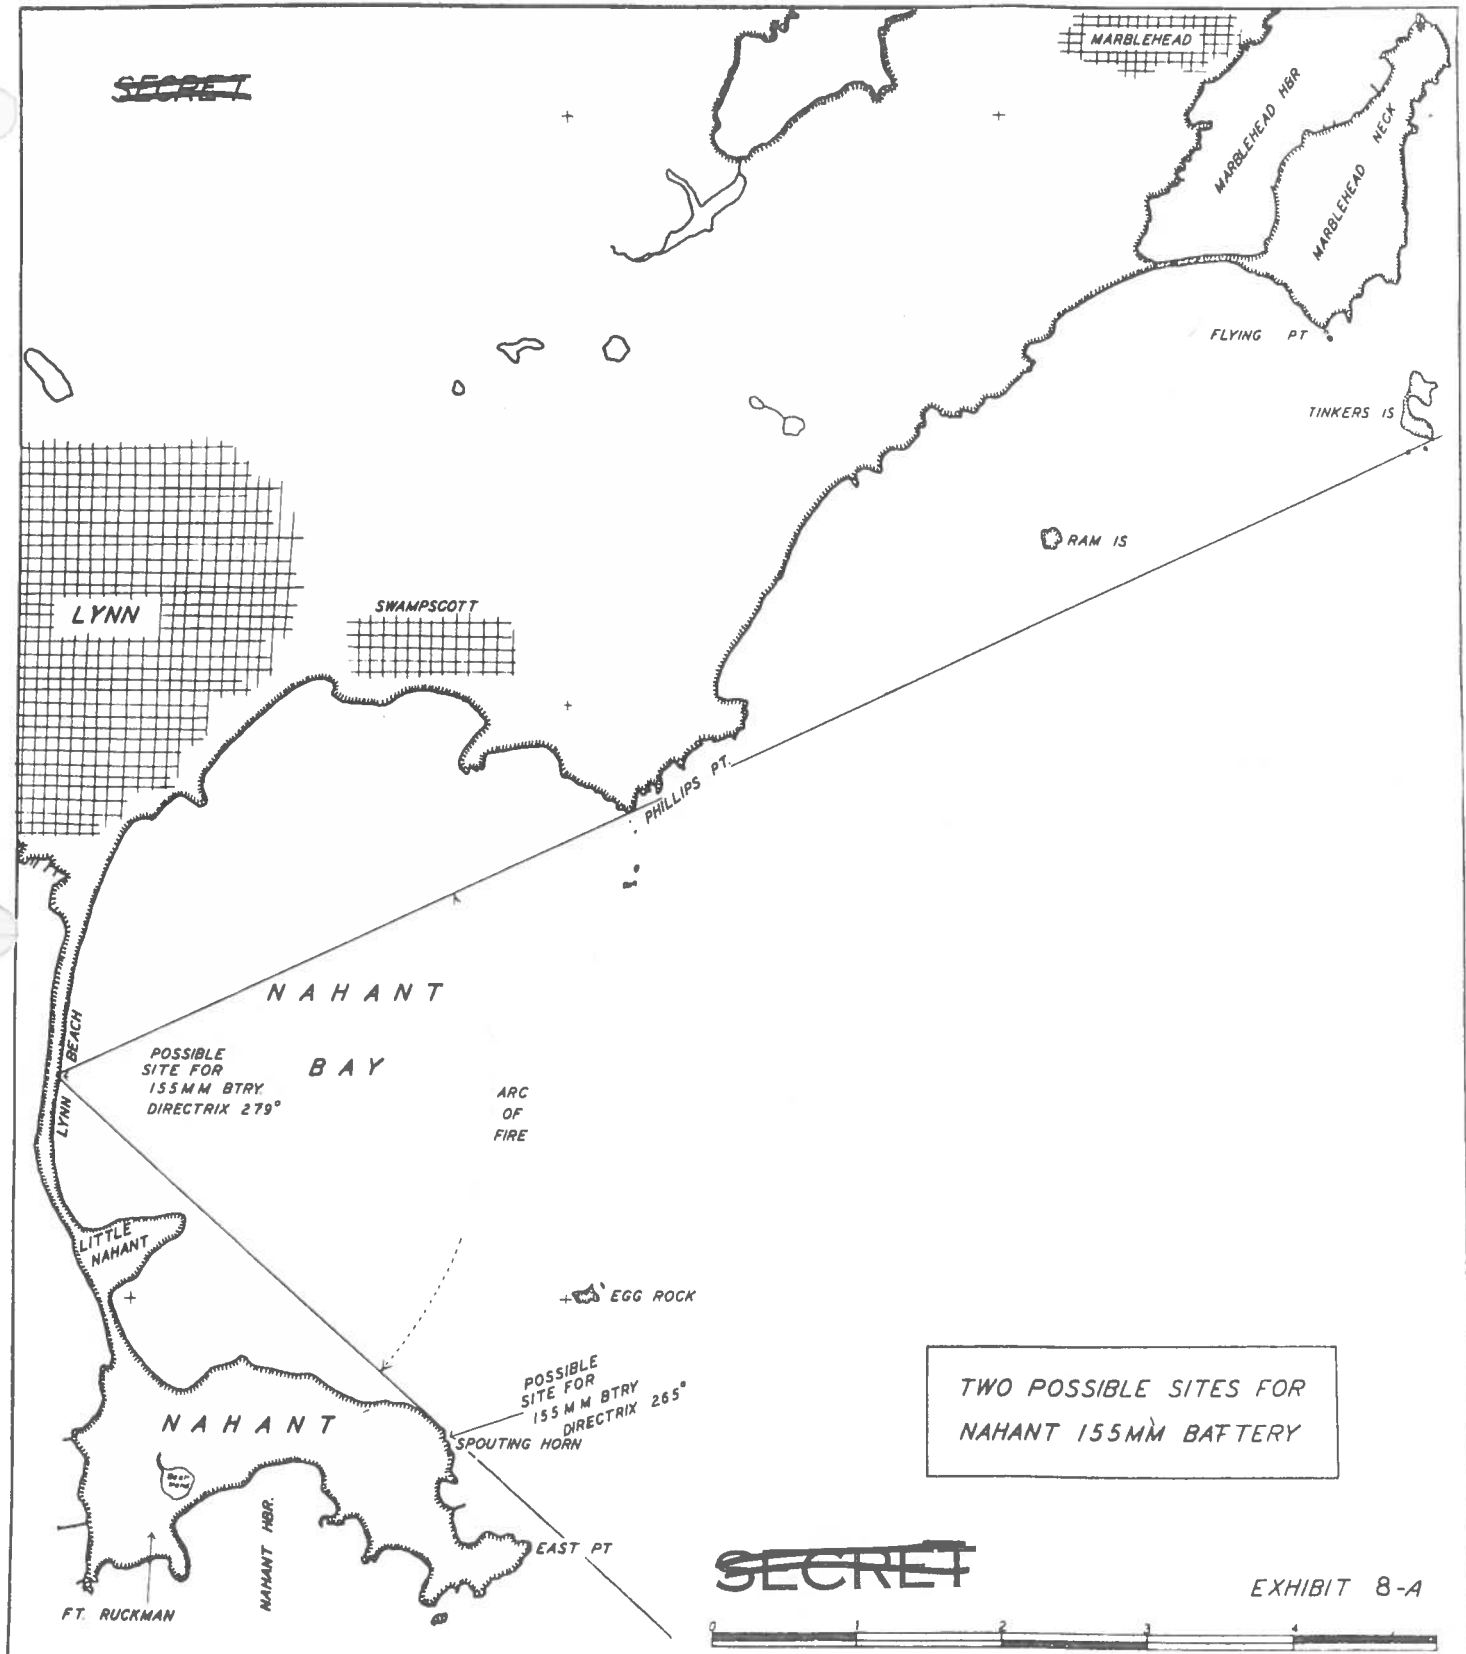 SECRET
MARBLEHEAD
MARBLEHEAD HBR
MARBLEHEAD NECK
FLYING PT
TINKERS IS
RAM IS
LYNN
SWAMPSCOTT
PHILLIPS PT.
NAHANT
BAY
LYNN BEACH
POSSIBLE
SITE FOR
155MM BTRY.
DIRECTRIX 279°
ARC
OF
FIRE
LITTLE
NAHANT
EGG ROCK
POSSIBLE
SITE FOR
155MM BTRY
DIRECTRIX 265°
SPOUTING HORN
NAHANT
Bear
Pond
NAHANT HBR.
EAST PT
FT. RUCKMAN
TWO POSSIBLE SITES FOR
NAHANT 155MM BATTERY
SECRET
EXHIBIT 8-A
0 1 2 3 4